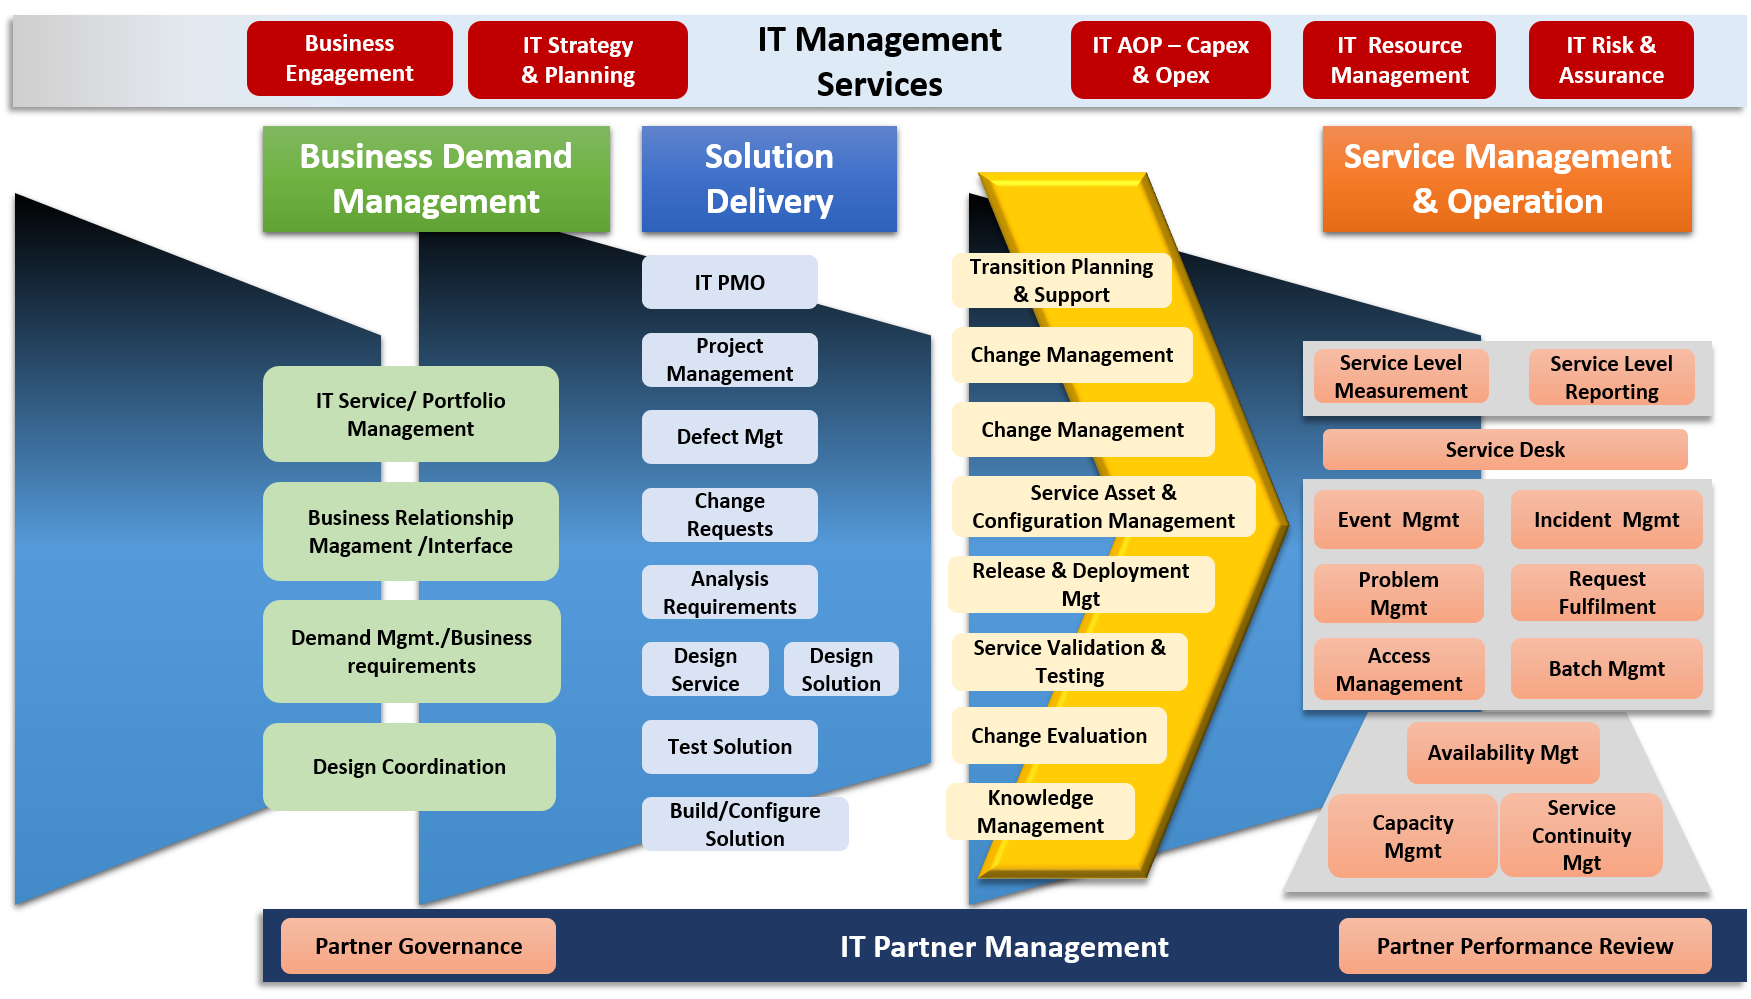 Business
Engagement
IT Strategy
& Planning
IT Management
Services
IT AOP – Capex
& Opex
IT  Resource
Management
IT Risk &
Assurance
Business Demand
Management
Solution
Delivery
Service Management
& Operation
IT Service/ Portfolio
Management
Business Relationship
Magament /Interface
Demand Mgmt./Business
requirements
Design Coordination
IT PMO
Project
Management
Defect Mgt
Change
Requests
Analysis
Requirements
Design
Service
Design
Solution
Test Solution
Build/Configure
Solution
Transition Planning
& Support
Change Management
Change Management
Service Asset &
Configuration Management
Release & Deployment
Mgt
Service Validation &
Testing
Change Evaluation
Knowledge
Management
Service Level
Measurement
Service Level
Reporting
Service Desk
Event  Mgmt
Incident  Mgmt
Problem
Mgmt
Request
Fulfilment
Access
Management
Batch Mgmt
Availability Mgt
Capacity
Mgmt
Service
Continuity
Mgt
Partner Governance
IT Partner Management
Partner Performance Review